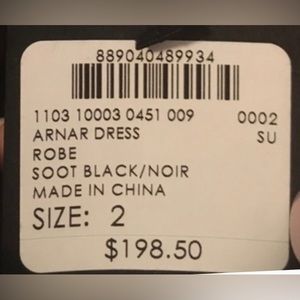 889040489934
1103 10003 0451 009 0002
ARNAR DRESS SU
ROBE
SOOT BLACK/NOIR
MADE IN CHINA
SIZE: 2
$198.50